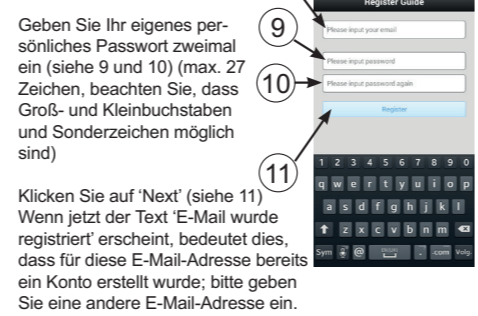 Register Guide
Geben Sie Ihr eigenes per-
sönliches Passwort zweimal
ein (siehe 9 und 10) (max. 27
Zeichen, beachten Sie, dass
Groß- und Kleinbuchstaben
und Sonderzeichen möglich
sind)
Klicken Sie auf ‘Next’ (siehe 11)
Wenn jetzt der Text ‘E-Mail wurde
registriert’ erscheint, bedeutet dies,
dass für diese E-Mail-Adresse bereits
ein Konto erstellt wurde; bitte geben
Sie eine andere E-Mail-Adresse ein.
9
10
11
Please input your email
Please input password
Please input password again
Register
1 2 3 4 5 6 7 8 9 0
q w e r t y u i o p
a s d f g h j k l
z x c v b n m
Sym @ . .com Volg.